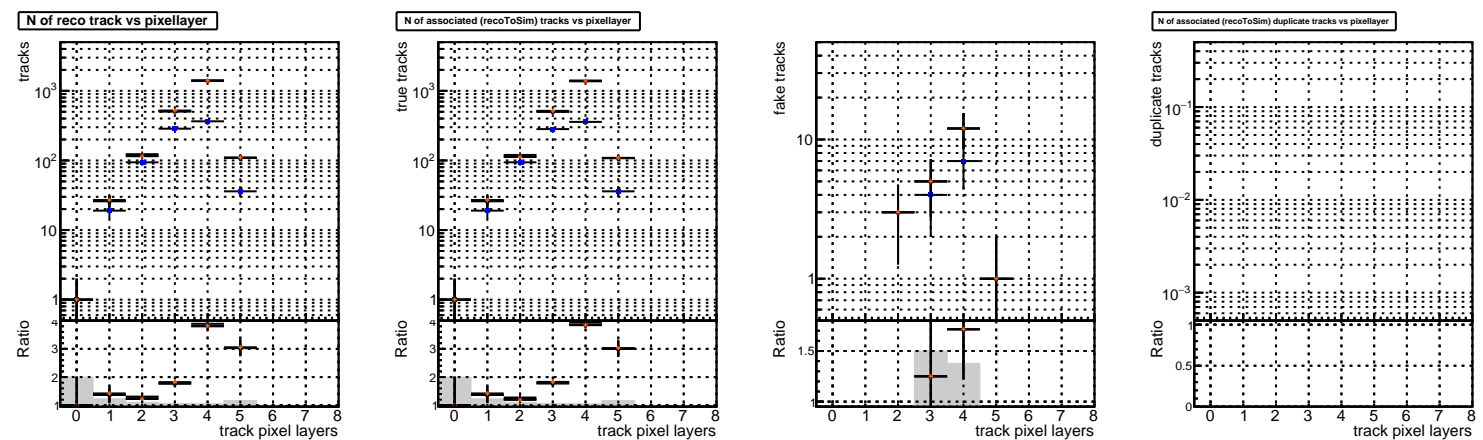 N of reco track vs pixellayer
tracks
10³
10²
10
1
Ratio
4
3
2
1
0 1 2 3 4 5 6 7 8
track pixel layers
N of associated (recoToSim) tracks vs pixellayer
true tracks
10³
10²
10
1
Ratio
4
3
2
1
0 1 2 3 4 5 6 7 8
track pixel layers
fake tracks
10
1
Ratio
1.5
1
0 1 2 3 4 5 6 7 8
track pixel layers
N of associated (recoToSim) duplicate tracks vs pixellayer
duplicate tracks
10⁻¹
10⁻²
10⁻³
Ratio
1
0.5
0
0 1 2 3 4 5 6 7 8
track pixel layers